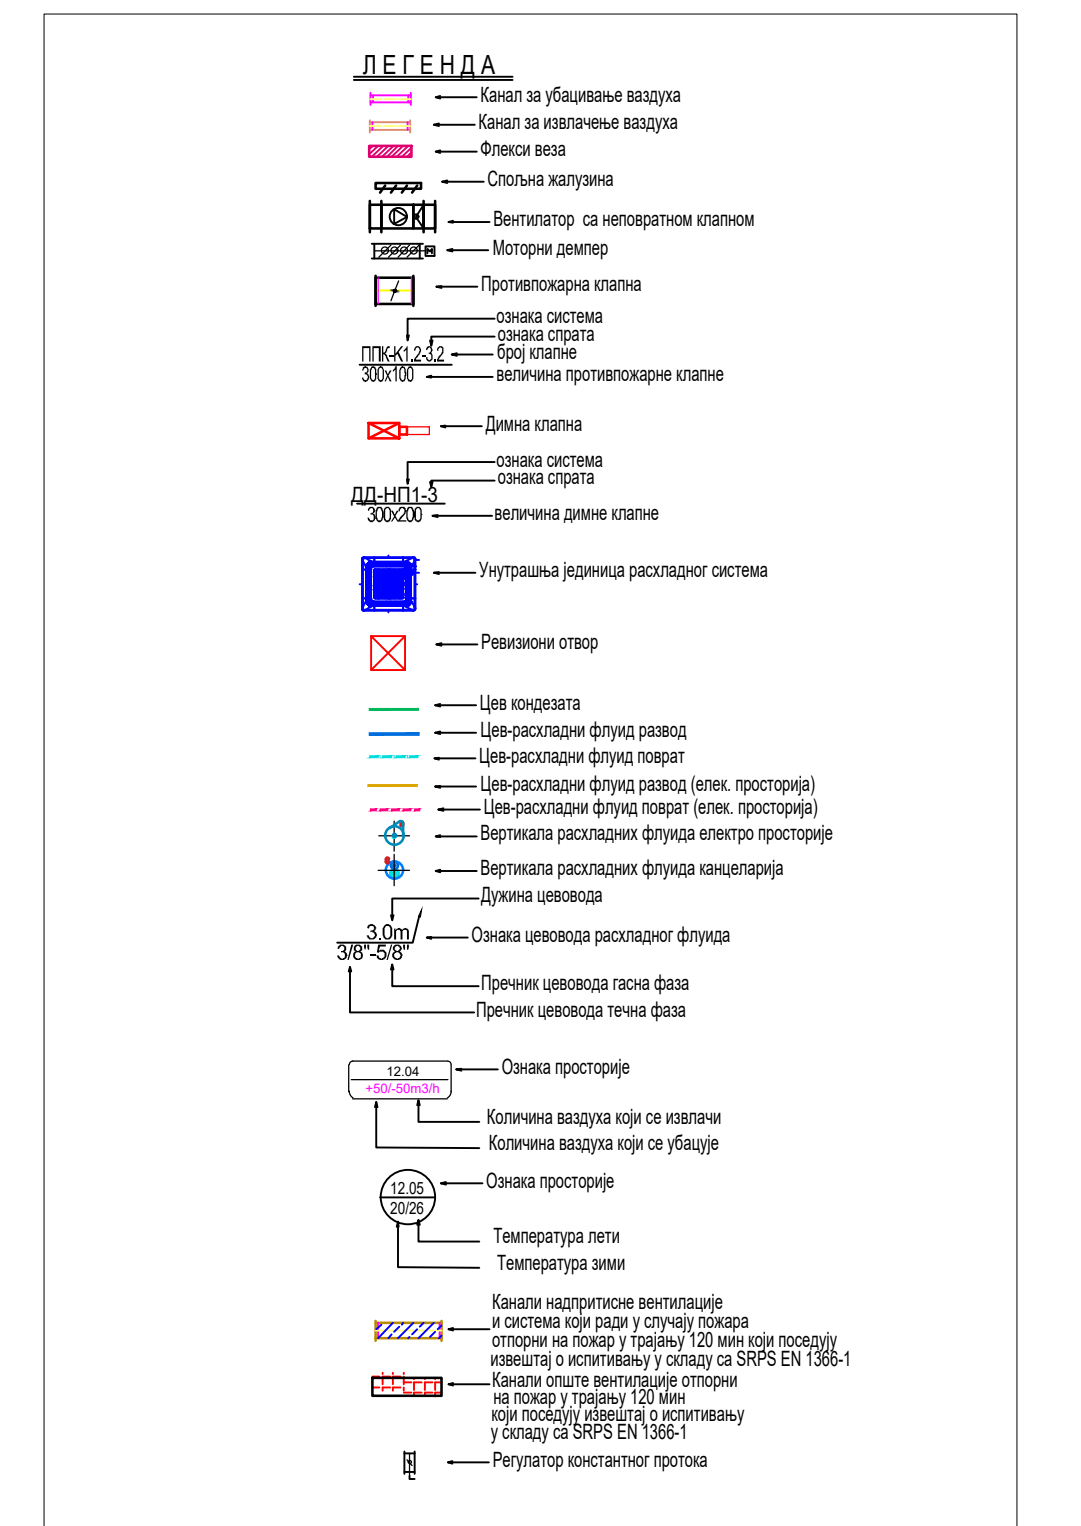 ЛЕГЕНДА
Канал за убацивање ваздуха
Канал за извлачење ваздуха
Флекси веза
Спољна жалузина
Вентилатор са неповратном клапном
Моторни демпер
Противпожарна клапна
ознака система
ознака спрата
ППК-К1.2-3.2
број клапне
300x100
величина противпожарне клапне
Димна клапна
ознака система
ознака спрата
ДД-НП1-3
300x200
величина димне клапне
Унутрашња јединица расхладног система
Ревизиони отвор
Цев кондезата
Цев-расхладни флуид развод
Цев-расхладни флуид поврат
Цев-расхладни флуид развод (елек. просторија)
Цев-расхладни флуид поврат (елек. просторија)
Вертикала расхладних флуида електро просторије
Вертикала расхладних флуида канцеларија
Дужина цевовода
3.0m
Ознака цевовода расхладног флуида
3/8"-5/8"
Пречник цевовода гасна фаза
Пречник цевовода течна фаза
Ознака просторије
12.04
+50/-50m3/h
Количина ваздуха који се извлачи
Количина ваздуха који се убацује
Ознака просторије
12.05
20/26
Температура лети
Температура зими
Канали надпритисне вентилације
и система који ради у случају пожара
отпорни на пожар у трајању 120 мин који поседују
извештај о испитивању у складу са SRPS EN 1366-1
Канали опште вентилације отпорни
на пожар у трајању 120 мин
који поседују извештај о испитивању
у складу са SRPS EN 1366-1
Регулатор константног протока